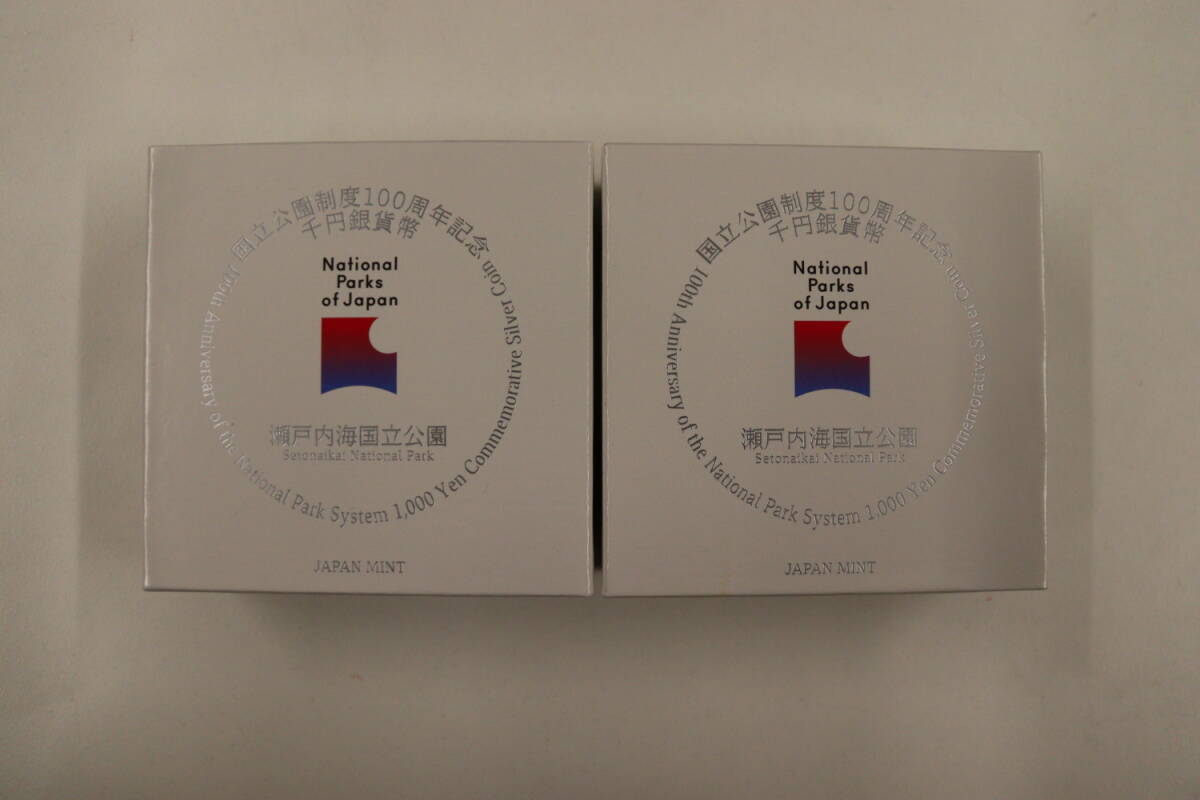 国立公園制度100周年記念
千円銀貨幣
National
Parks
of Japan
瀬戸内海国立公園
Setonaikai National Park
100th Anniversary of the National Park System 1,000 Yen Commemorative Silver Coin
JAPAN MINT
国立公園制度100周年記念
千円銀貨幣
National
Parks
of Japan
瀬戸内海国立公園
Setonaikai National Park
100th Anniversary of the National Park System 1,000 Yen Commemorative Silver Coin
JAPAN MINT